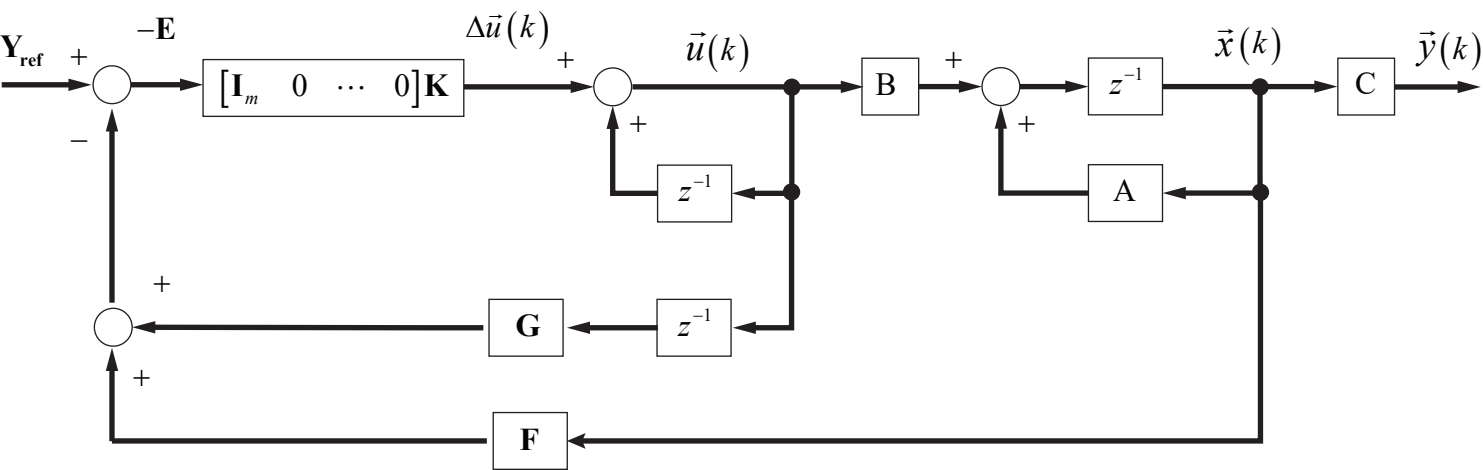 Y_ref + −E [I_m 0 ⋯ 0]K Δu⃗(k) + u⃗(k) B + z⁻¹ x⃗(k) C y⃗(k)
− + z⁻¹ + A
+ G z⁻¹
+ F